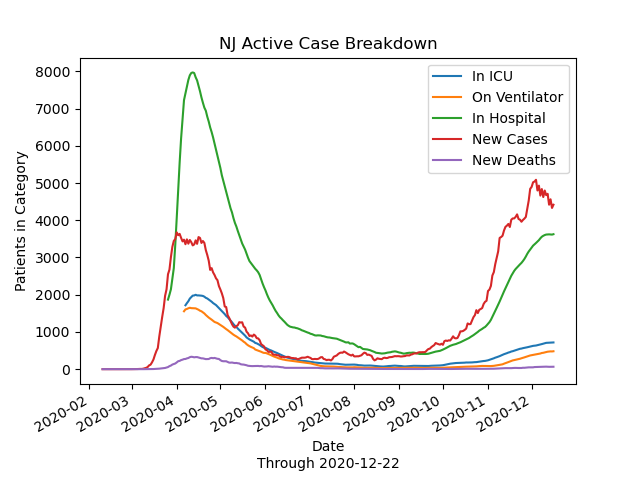 NJ Active Case Breakdown
In ICU
On Ventilator
In Hospital
New Cases
New Deaths
Patients in Category
8000
7000
6000
5000
4000
3000
2000
1000
0
2020-02
2020-03
2020-04
2020-05
2020-06
2020-07
2020-08
2020-09
2020-10
2020-11
2020-12
Date
Through 2020-12-22